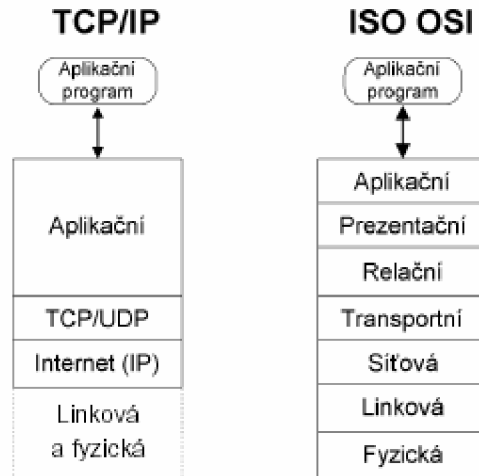 TCP/IP
Aplikační
program
Aplikační
TCP/UDP
Internet (IP)
Linková
a fyzická
ISO OSI
Aplikační
program
Aplikační
Prezentační
Relační
Transportní
Síťová
Linková
Fyzická